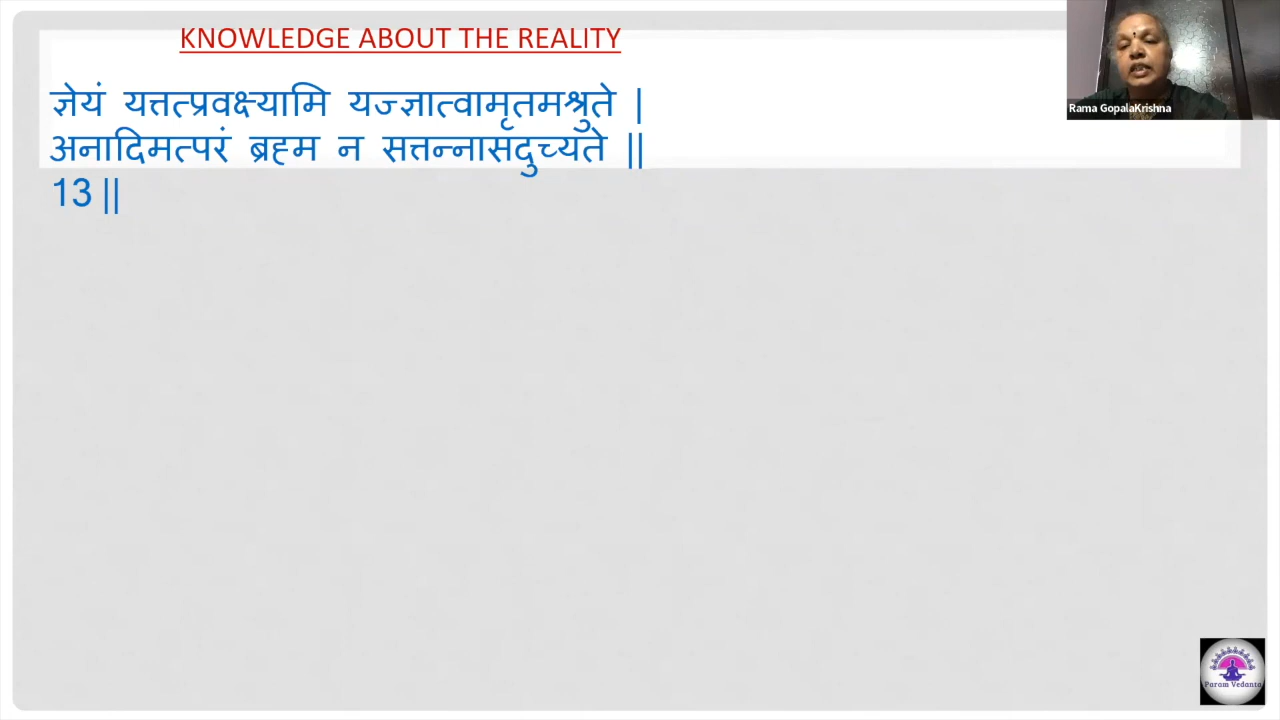 KNOWLEDGE ABOUT THE REALITY
Rama GopalaKrishna
ज्ञेयं यत्तत्प्रवक्ष्यामि यज्ज्ञात्वामृतमश्रुते |
अनादिमत्परं ब्रह्म न सत्तन्नासदुच्यते ||
13 ||
Param Vedanta